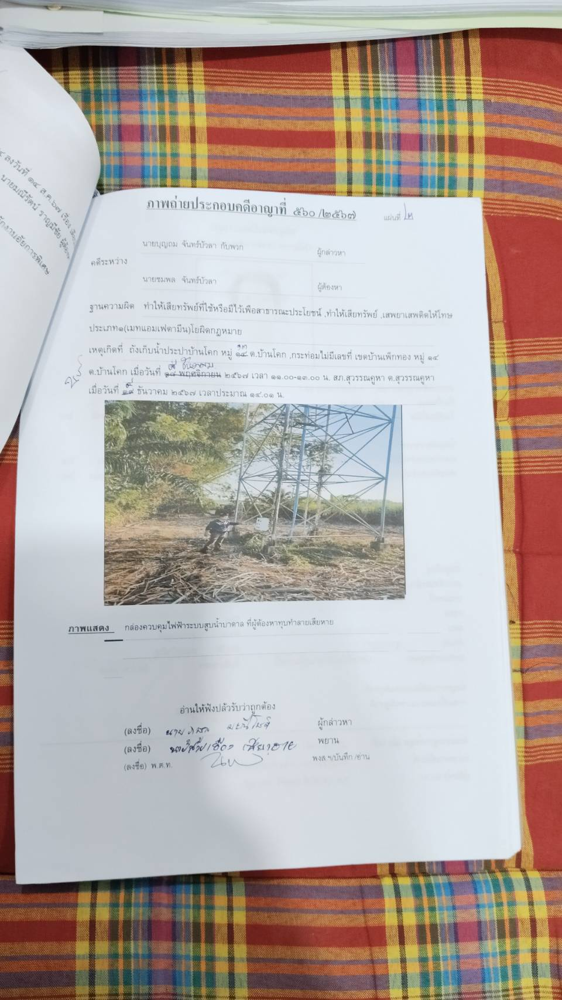 ลงวันที่ ๑๔ ส.ค.๖๗ เรื่อง
นายมณีรัตน์ ราญมีชัย ผู้ต้องหา
งานอัยการพิเศษ
ภาพถ่ายประกอบคดีอาญาที่ ๕๖๐ /๒๕๖๗ แผ่นที่ ๒
นายบุญถม จันทร์บัวลา กับพวก ผู้กล่าวหา
คดีระหว่าง
นายชมพล จันทร์บัวลา ผู้ต้องหา
ฐานความผิด ทำให้เสียทรัพย์ที่ใช้หรือมีไว้เพื่อสาธารณะประโยชน์ ,ทำให้เสียทรัพย์ ,เสพยาเสพติดให้โทษ
ประเภท๑(เมทแอมเฟตามีน)โยผิดกฎหมาย
เหตุเกิดที่ ถังเก็บน้ำประปาบ้านโคก หมู่ ๑๓ ต.บ้านโคก ,กระท่อมไม่มีเลขที่ เขตบ้านเพ็กทอง หมู่ ๑๔
ธันวาคม
ต.บ้านโคก เมื่อวันที่ ๑๘ พฤศจิกายน ๒๕๖๗ เวลา ๑๑.๐๐-๑๓.๐๐ น. สภ.สุวรรณคูหา ต.สุวรรณคูหา
เมื่อวันที่ ธันวาคม ๒๕๖๗ เวลาประมาณ ๑๔.๐๑ น.
ภาพแสดง กล่องควบคุมไฟฟ้าระบบสูบน้ำบาดาล ที่ผู้ต้องหาทุบทำลายเสียหาย
อ่านให้ฟังปล้วรับว่าถูกต้อง
(ลงชื่อ) นาย ผู้กล่าวหา
(ลงชื่อ) พยาน
(ลงชื่อ) พ.ต.ท. พงส.ฯ/บันทึก /อ่าน